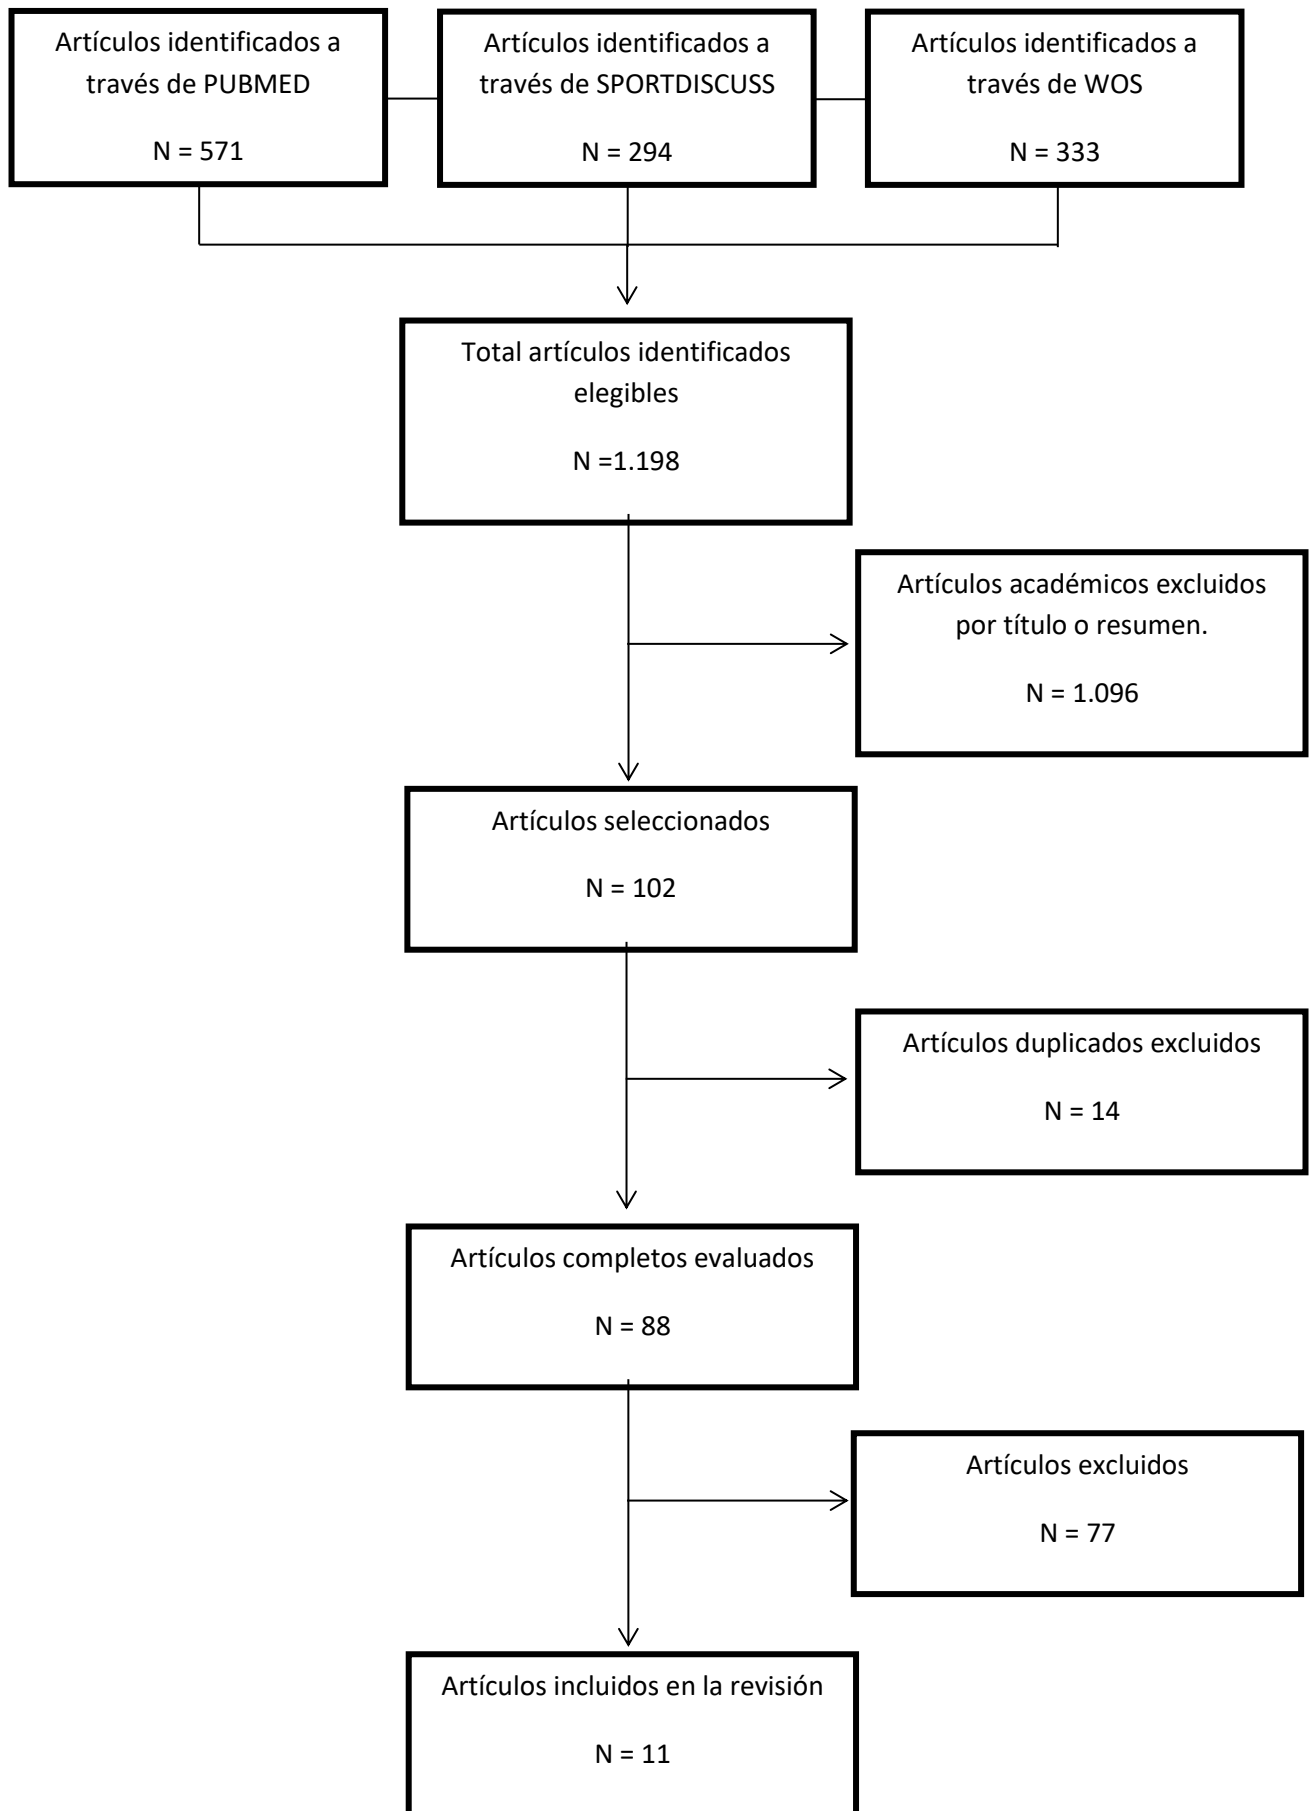 Artículos identificados a
través de PUBMED
N = 571
Artículos identificados a
través de SPORTDISCUSS
N = 294
Artículos identificados a
través de WOS
N = 333
Total artículos identificados
elegibles
N =1.198
Artículos académicos excluidos
por título o resumen.
N = 1.096
Artículos seleccionados
N = 102
Artículos duplicados excluidos
N = 14
Artículos completos evaluados
N = 88
Artículos excluidos
N = 77
Artículos incluidos en la revisión
N = 11